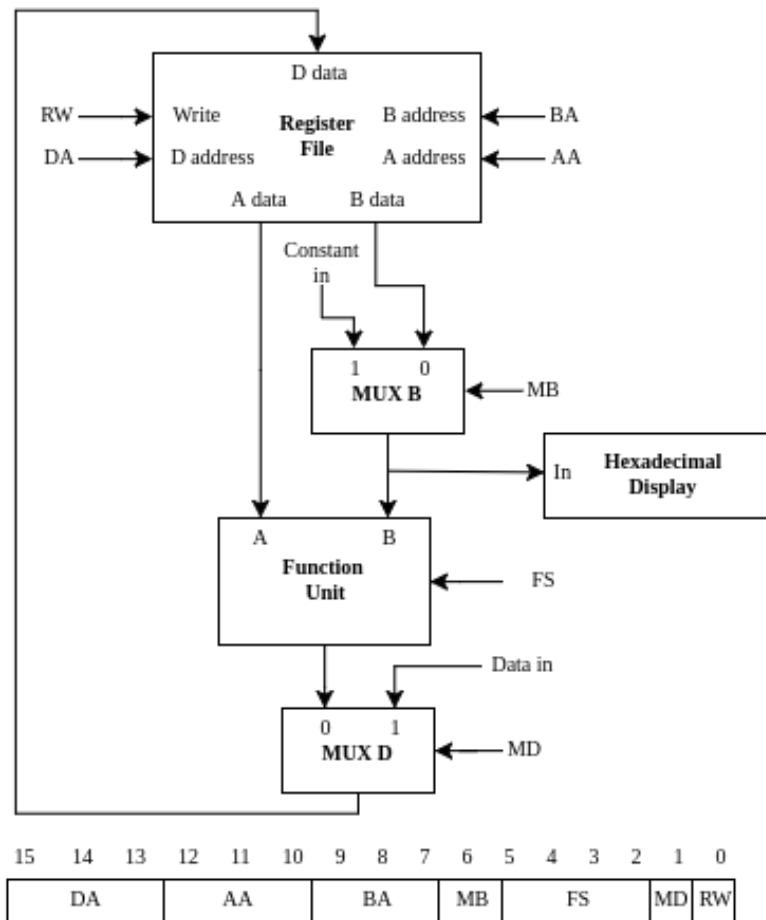 D data
RW Write Register B address BA
File
DA D address A address AA
A data B data
Constant
in
1 0
MUX B MB
In Hexadecimal
Display
A B
Function
Unit
FS
Data in
0 1
MUX D MD
15 14 13 12 11 10 9 8 7 6 5 4 3 2 1 0
DA AA BA MB FS MD RW